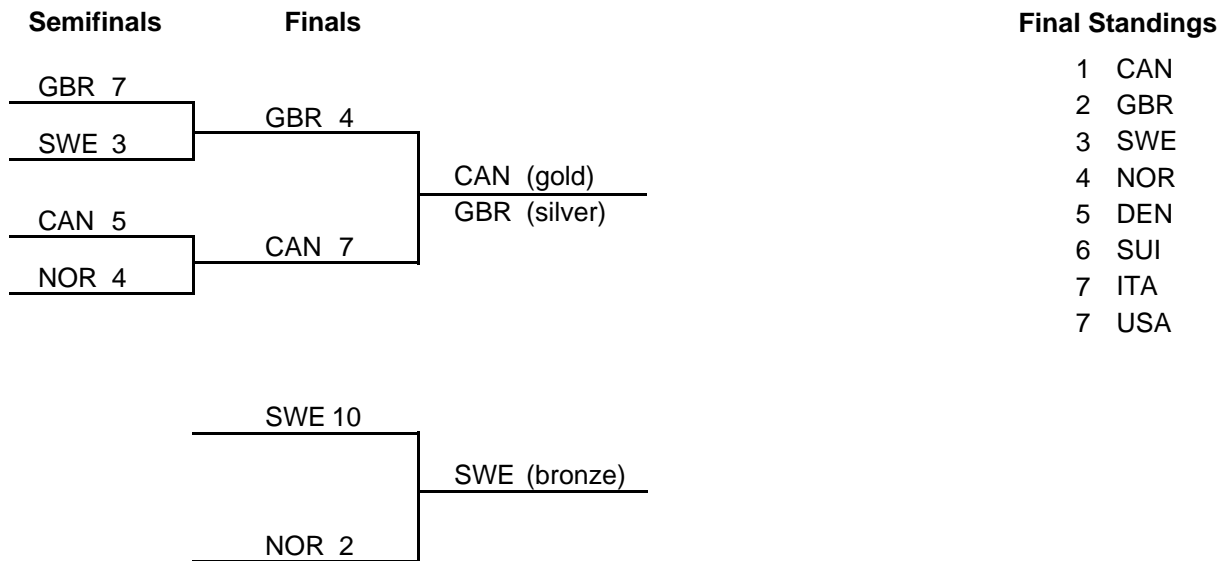 Semifinals Finals
GBR 7
GBR 4
SWE 3
CAN (gold)
GBR (silver)
CAN 5
CAN 7
NOR 4
SWE 10
SWE (bronze)
NOR 2
Final Standings
1 CAN
2 GBR
3 SWE
4 NOR
5 DEN
6 SUI
7 ITA
7 USA